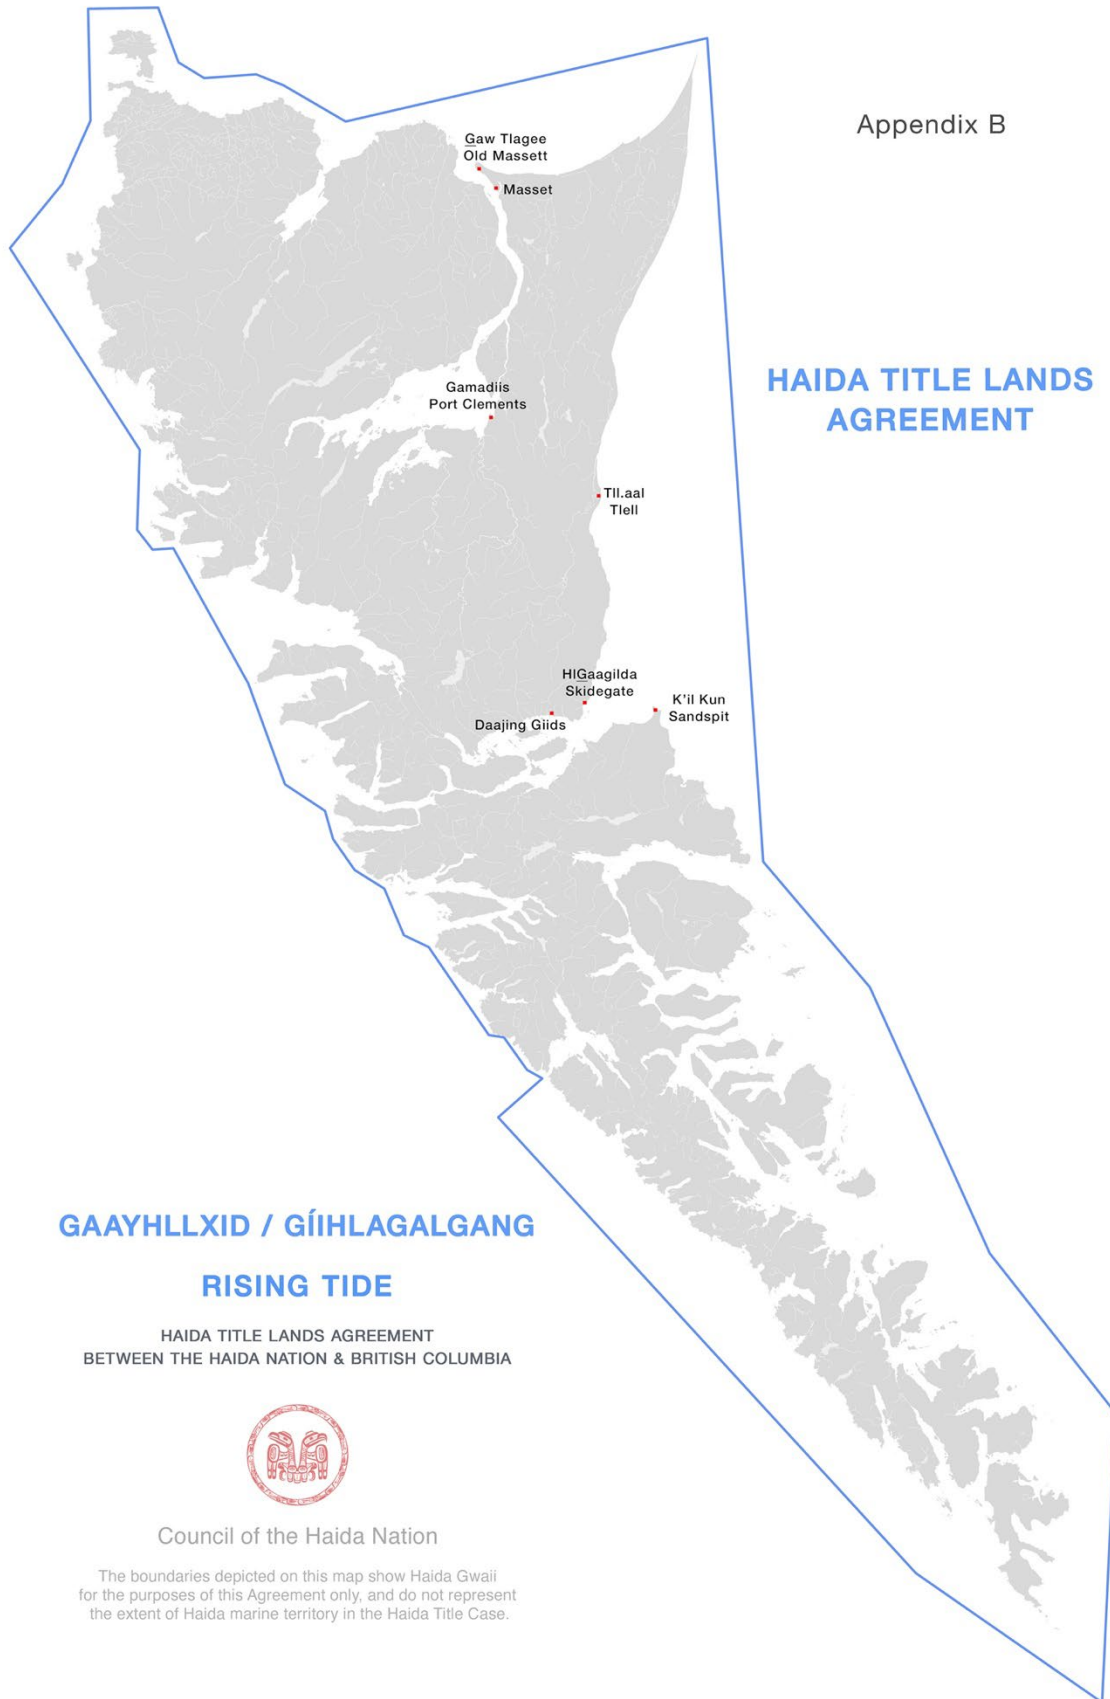 Appendix B
G̲aw Tlagee
Old Massett
Masset
HAIDA TITLE LANDS
AGREEMENT
Gamadiis
Port Clements
Tll.aal
Tlell
HlG̲aagilda
Skidegate
K'il Kun
Sandspit
Daajing Giids
GAAYHLLXID / GÍIHLAGALGANG
RISING TIDE
HAIDA TITLE LANDS AGREEMENT
BETWEEN THE HAIDA NATION & BRITISH COLUMBIA
Council of the Haida Nation
The boundaries depicted on this map show Haida Gwaii
for the purposes of this Agreement only, and do not represent
the extent of Haida marine territory in the Haida Title Case.